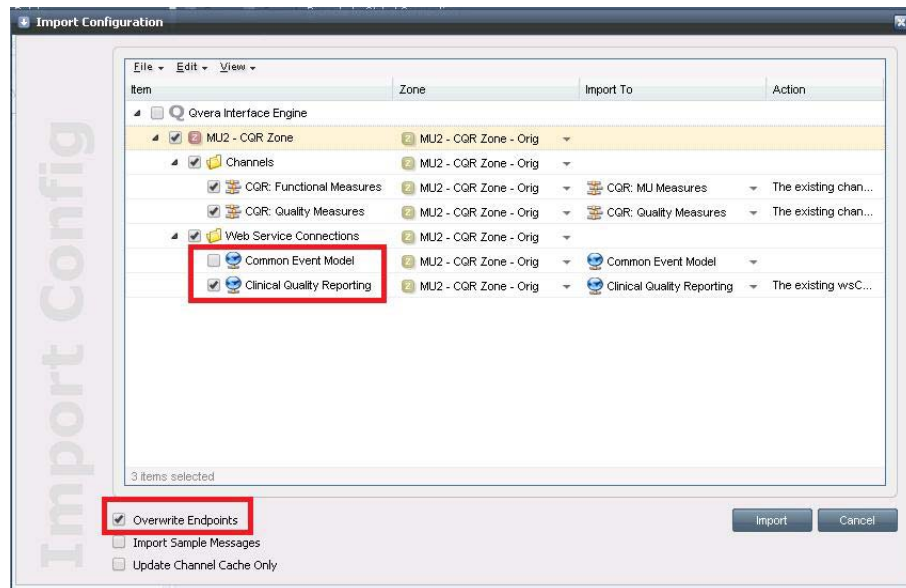 Import Configuration
Import Config
File Edit View
Item Zone Import To Action
Qvera Interface Engine
MU2 - CQR Zone MU2 - CQR Zone - Orig
Channels MU2 - CQR Zone - Orig
CQR: Functional Measures MU2 - CQR Zone - Orig CQR: MU Measures The existing chan...
CQR: Quality Measures MU2 - CQR Zone - Orig CQR: Quality Measures The existing chan...
Web Service Connections MU2 - CQR Zone - Orig
Common Event Model MU2 - CQR Zone - Orig Common Event Model
Clinical Quality Reporting MU2 - CQR Zone - Orig Clinical Quality Reporting The existing wsC...
3 items selected
Overwrite Endpoints
Import Cancel
Import Sample Messages
Update Channel Cache Only